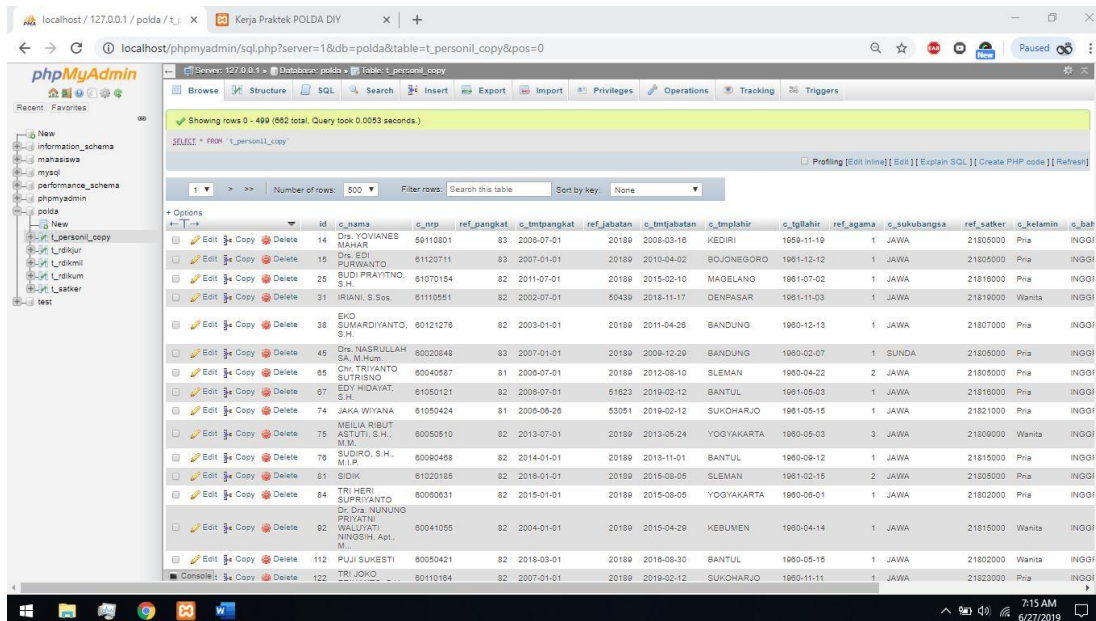 localhost / 127.0.0.1 / polda / t_
Kerja Praktek POLDA DIY
localhost/phpmyadmin/sql.php?server=1&db=polda&table=t_personil_copy&pos=0
New
Paused
phpMyAdmin
Recent Favorites
New
information_schema
mahasiswa
mysql
performance_schema
phpmyadmin
polda
New
t_personil_copy
t_rdikjur
t_rdikmil
t_rdikum
t_satker
test
Server: 127.0.0.1 » Database: polda » Table: t_personil_copy
Browse Structure SQL Search Insert Export Import Privileges Operations Tracking Triggers
Showing rows 0 - 499 (662 total, Query took 0.0053 seconds.)
SELECT * FROM `t_personil_copy`
Profiling [Edit inline] [ Edit ] [ Explain SQL ] [ Create PHP code ] [ Refresh]
1 > >> Number of rows: 500 Filter rows: Search this table Sort by key: None
+ Options
id c_nama c_nrp ref_pangkat c_tmtpangkat ref_jabatan c_tmtjabatan c_tmplahir c_tgllahir ref_agama c_sukubangsa ref_satker c_kelamin c_bah
Edit Copy Delete 14 Drs. YOVIANES MAHAR 59110801 83 2006-07-01 20189 2008-03-16 KEDIRI 1959-11-19 1 JAWA 21805000 Pria INGGF
Edit Copy Delete 15 Drs. EDI PURWANTO 61120711 83 2007-01-01 20189 2010-04-02 BOJONEGORO 1961-12-12 1 JAWA 21805000 Pria INGGF
Edit Copy Delete 25 BUDI PRAYITNO, S.H. 61070154 82 2011-07-01 20189 2015-02-10 MAGELANG 1961-07-02 1 JAWA 21816000 Pria INGGF
Edit Copy Delete 31 IRIANI, S.Sos. 61110551 82 2002-07-01 50439 2018-11-17 DENPASAR 1961-11-03 1 JAWA 21819000 Wanita INGGF
Edit Copy Delete 38 EKO SUMARDIYANTO, S.H. 60121276 82 2003-01-01 20189 2011-04-26 BANDUNG 1960-12-13 1 JAWA 21807000 Pria INGGF
Edit Copy Delete 45 Drs. NASRULLAH SA, M.Hum. 60020848 83 2007-01-01 20189 2009-12-29 BANDUNG 1960-02-07 1 SUNDA 21805000 Pria INGGF
Edit Copy Delete 65 Chr. TRIYANTO SUTRISNO 60040587 81 2006-07-01 20189 2012-08-10 SLEMAN 1960-04-22 2 JAWA 21805000 Pria INGGF
Edit Copy Delete 67 EDY HIDAYAT, S.H. 61050121 82 2006-07-01 51623 2019-02-12 BANTUL 1961-05-03 1 JAWA 21816000 Pria INGGF
Edit Copy Delete 74 JAKA WIYANA 61050424 81 2006-06-26 53051 2019-02-12 SUKOHARJO 1961-05-15 1 JAWA 21821000 Pria INGGF
Edit Copy Delete 75 MEILIA RIBUT ASTUTI, S.H., M.M. 60050510 82 2013-07-01 20189 2013-05-24 YOGYAKARTA 1960-05-03 3 JAWA 21809000 Wanita INGGF
Edit Copy Delete 76 SUDIRO, S.H., M.I.P. 60090468 82 2014-01-01 20189 2013-11-01 BANTUL 1960-09-12 1 JAWA 21815000 Pria INGGF
Edit Copy Delete 81 SIDIK 61020185 82 2016-01-01 20189 2015-08-05 SLEMAN 1961-02-15 2 JAWA 21805000 Pria INGGF
Edit Copy Delete 84 TRI HERI SUPRIYANTO 60060631 82 2015-01-01 20189 2015-08-05 YOGYAKARTA 1960-06-01 1 JAWA 21802000 Pria INGGF
Edit Copy Delete 92 Dr. Dra. NUNUNG PRIYATNI WALUYATI NINGSIH, Apt., M... 60041055 82 2004-01-01 20189 2015-04-29 KEBUMEN 1960-04-14 1 JAWA 21815000 Wanita INGGF
Edit Copy Delete 112 PUJI SUKESTI 60050421 82 2018-03-01 20189 2016-08-30 BANTUL 1960-05-15 1 JAWA 21802000 Wanita INGGF
Console Copy Delete 122 TRI JOKO 60110164 82 2007-01-01 20189 2019-02-12 SUKOHARJO 1960-11-11 1 JAWA 21823000 Pria INGGF
7:15 AM
6/27/2019